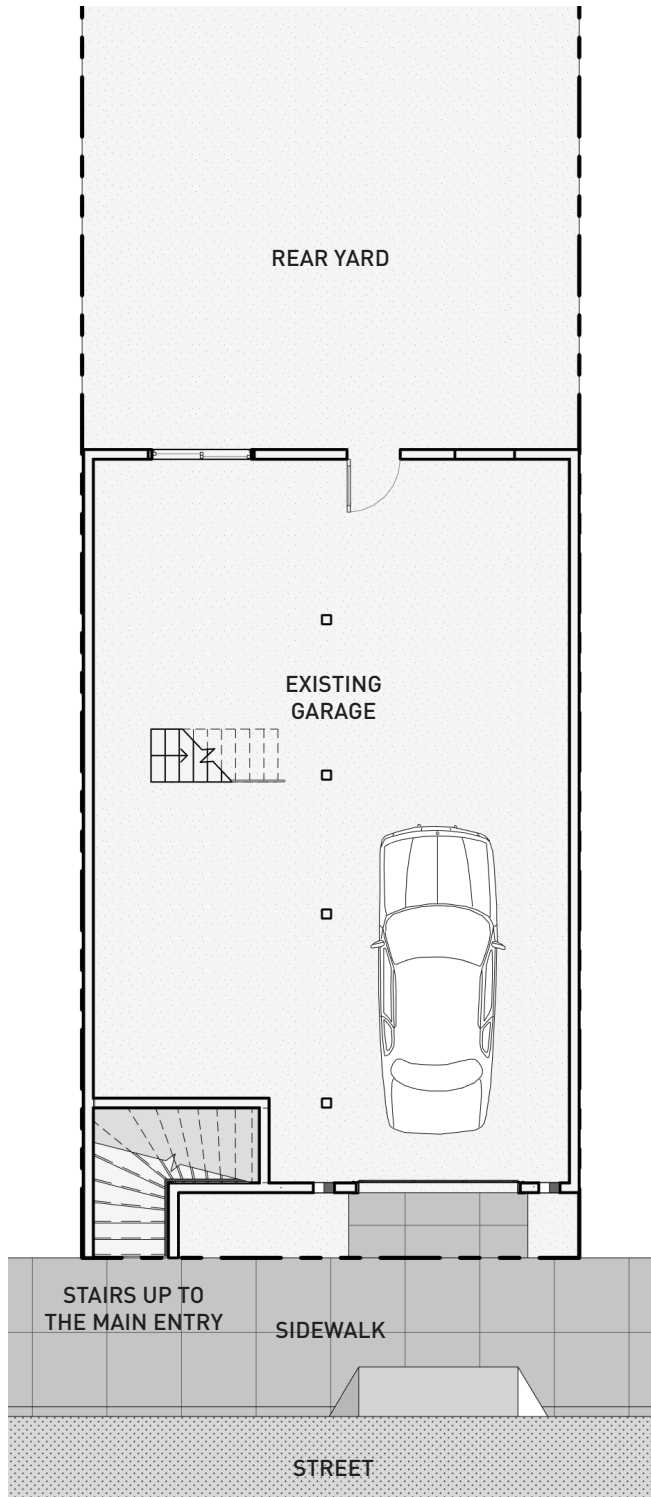 REAR YARD
EXISTING
GARAGE
STAIRS UP TO
THE MAIN ENTRY
SIDEWALK
STREET